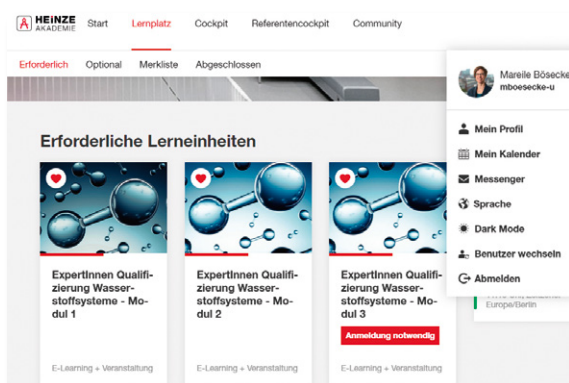 HEINZE
AKADEMIE
Start
Lernplatz
Cockpit
Referentencockpit
Community
Erforderlich
Optional
Merkliste
Abgeschlossen
Mareile Bösecke
mboesecke-u
Mein Profil
Mein Kalender
Messenger
Sprache
Dark Mode
Benutzer wechseln
Abmelden
Erforderliche Lerneinheiten
ExpertInnen Qualifi-
zierung Wasser-
stoffsysteme - Mo-
dul 1
E-Learning + Veranstaltung
ExpertInnen Qualifi-
zierung Wasser-
stoffsysteme - Mo-
dul 2
E-Learning + Veranstaltung
ExpertInnen Qualifi-
zierung Wasser-
stoffsysteme - Mo-
dul 3
Anmeldung notwendig
E-Learning + Veranstaltung
Europe/Berlin